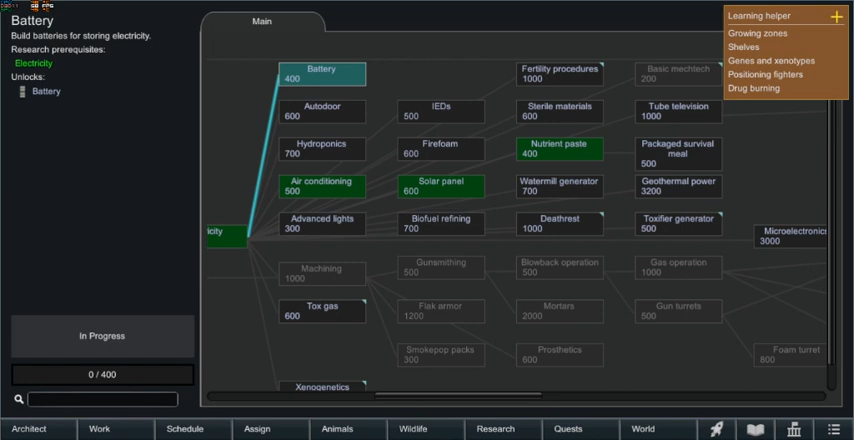 Battery
Build batteries for storing electricity.
Research prerequisites:
Electricity
Unlocks:
Battery
Main
Learning helper
Growing zones
Shelves
Genes and xenotypes
Positioning fighters
Drug burning
Battery
400
Fertility procedures
1000
Basic mechtech
200
Autodoor
600
IEDs
500
Sterile materials
600
Tube television
1000
Hydroponics
700
Firefoam
600
Nutrient paste
400
Packaged survival
meal
500
Air conditioning
500
Solar panel
600
Watermill generator
700
Geothermal power
3200
Advanced lights
300
Biofuel refining
700
Deathrest
1000
Toxifier generator
500
icity
Microelectronics
3000
Machining
1000
Gunsmithing
500
Blowback operation
500
Gas operation
1000
Tox gas
600
Flak armor
1200
Mortars
2000
Gun turrets
500
Smokepop packs
300
Prosthetics
600
Foam turret
800
Xenogenetics
In Progress
0 / 400
Architect
Work
Schedule
Assign
Animals
Wildlife
Research
Quests
World